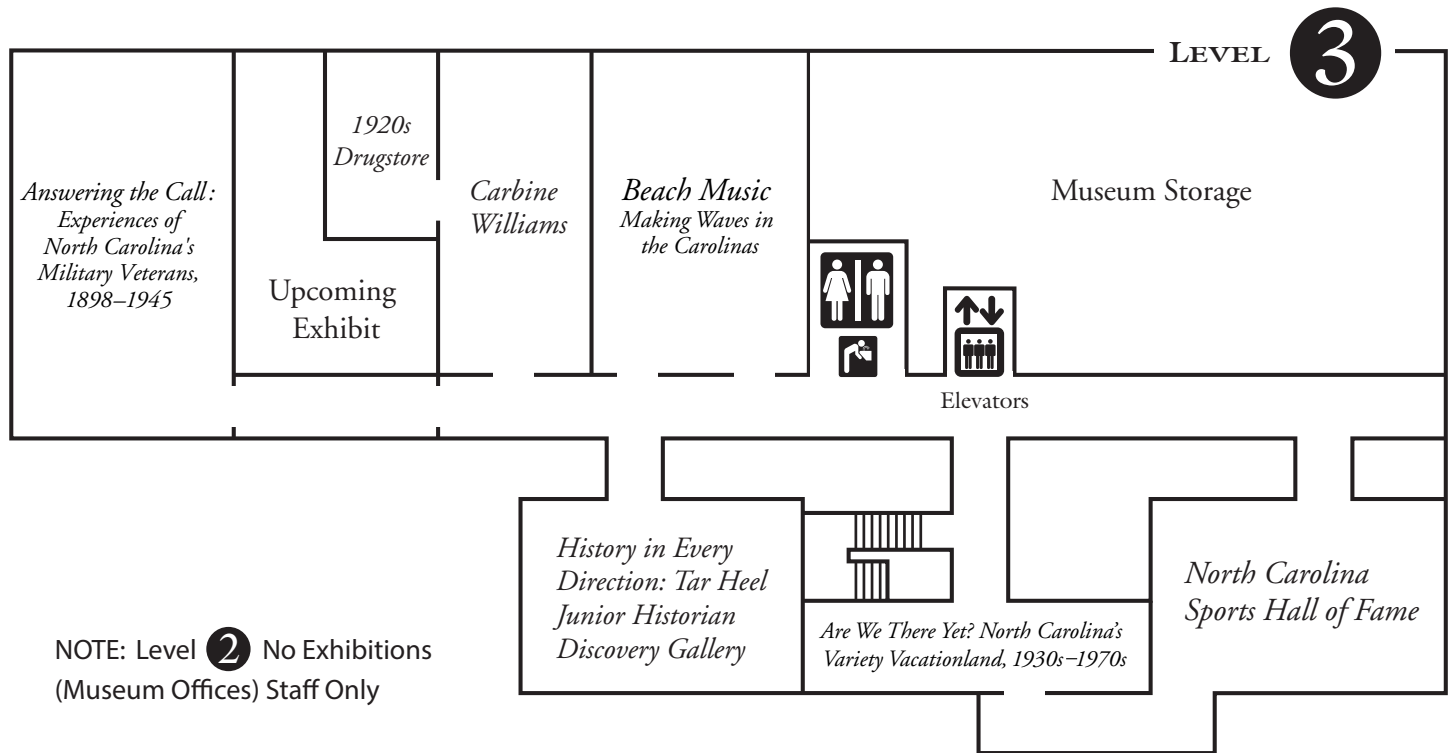 LEVEL 3
Answering the Call:
Experiences of
North Carolina's
Military Veterans,
1898–1945
Upcoming
Exhibit
1920s
Drugstore
Carbine
Williams
Beach Music
Making Waves in
the Carolinas
Museum Storage
Elevators
History in Every
Direction: Tar Heel
Junior Historian
Discovery Gallery
Are We There Yet? North Carolina's
Variety Vacationland, 1930s–1970s
North Carolina
Sports Hall of Fame
NOTE: Level 2 No Exhibitions
(Museum Offices) Staff Only